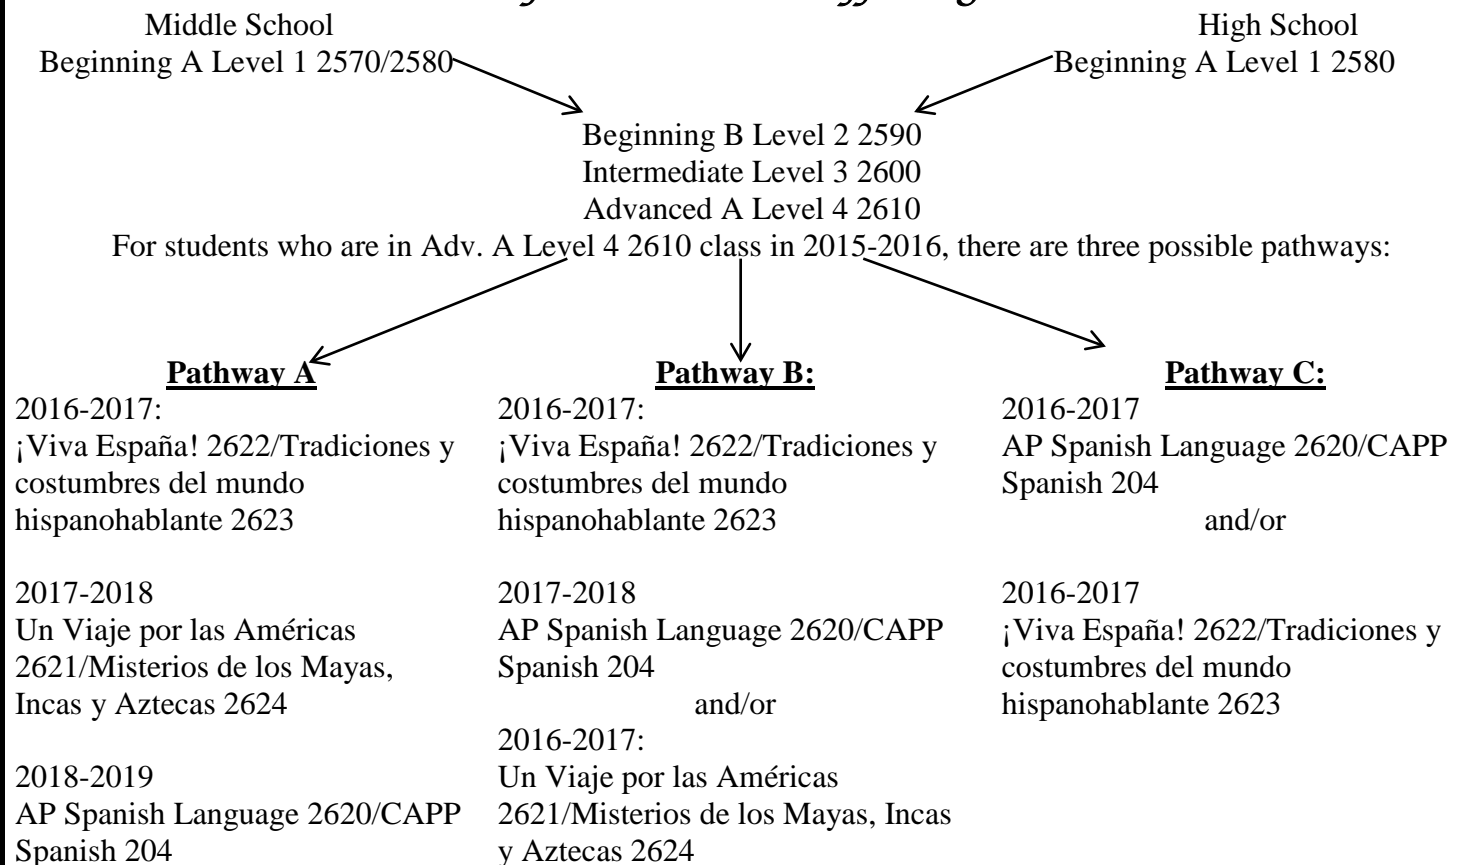 Middle School
Beginning A Level 1 2570/2580
High School
Beginning A Level 1 2580
Beginning B Level 2 2590
Intermediate Level 3 2600
Advanced A Level 4 2610
For students who are in Adv. A Level 4 2610 class in 2015-2016, there are three possible pathways:
Pathway A
2016-2017:
¡Viva España! 2622/Tradiciones y
costumbres del mundo
hispanohablante 2623
2017-2018
Un Viaje por las Américas
2621/Misterios de los Mayas,
Incas y Aztecas 2624
2018-2019
AP Spanish Language 2620/CAPP
Spanish 204
Pathway B:
2016-2017:
¡Viva España! 2622/Tradiciones y
costumbres del mundo
hispanohablante 2623
2017-2018
AP Spanish Language 2620/CAPP
Spanish 204
and/or
2016-2017:
Un Viaje por las Américas
2621/Misterios de los Mayas, Incas
y Aztecas 2624
Pathway C:
2016-2017
AP Spanish Language 2620/CAPP
Spanish 204
and/or
2016-2017
¡Viva España! 2622/Tradiciones y
costumbres del mundo
hispanohablante 2623